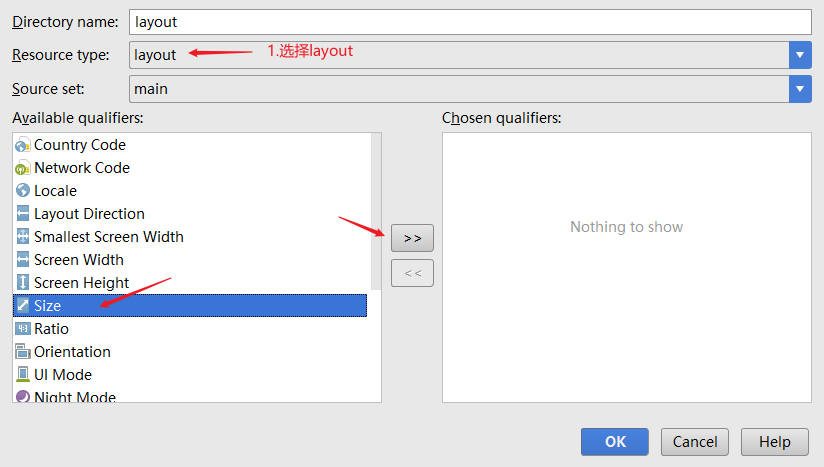 Directory name: layout
Resource type: layout 1.选择layout
Source set: main
Available qualifiers: Chosen qualifiers:
Country Code
Network Code
Locale
Layout Direction
Smallest Screen Width
Screen Width
Screen Height
Size
Ratio
Orientation
UI Mode
Night Mode
>>
<<
Nothing to show
OK Cancel Help